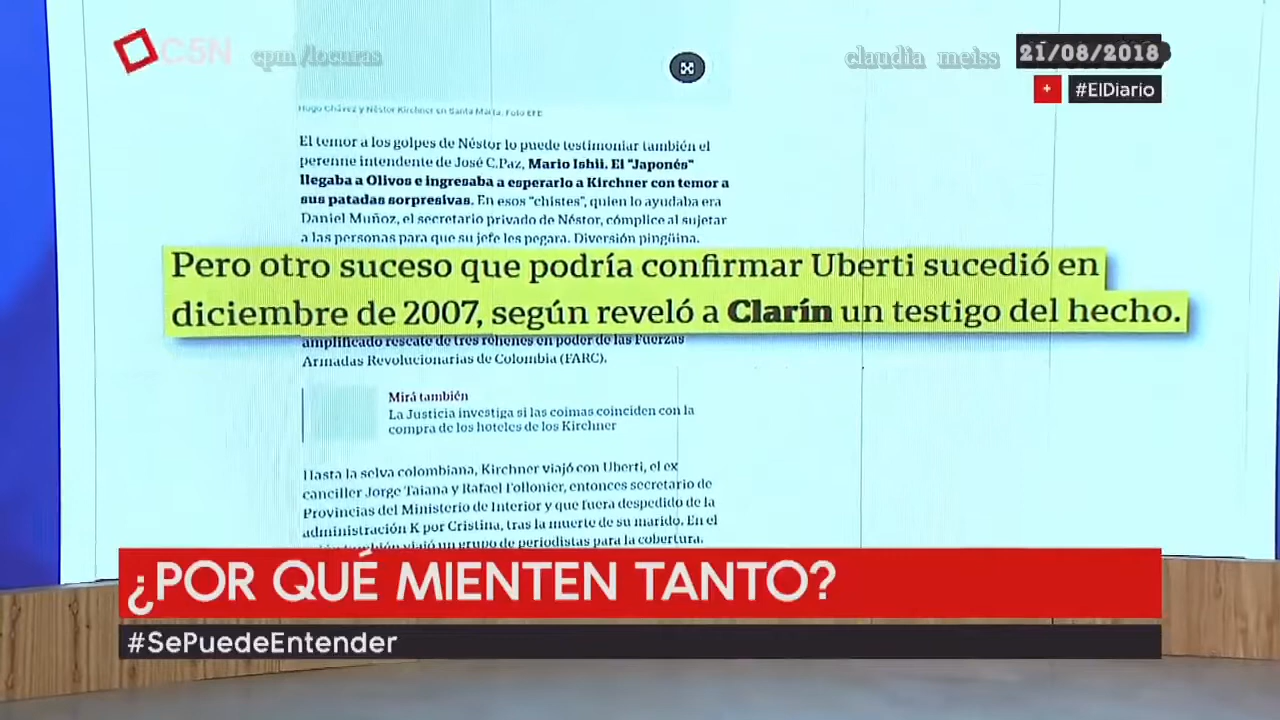 C5N
cpm /locuras
claudia meiss
21/08/2018
+
#ElDiario
Hugo Chávez y Néstor Kirchner en Santa Marta. Foto EFE
El temor a los golpes de Néstor lo puede testimoniar también el
perenne intendente de José C.Paz, Mario Ishii. El "Japonés"
llegaba a Olivos e ingresaba a esperarlo a Kirchner con temor a
sus patadas sorpresivas. En esos "chistes", quien lo ayudaba era
Daniel Muñoz, el secretario privado de Néstor, cómplice al sujetar
a las personas para que su jefe les pegara. Diversión pingüina.
Pero otro suceso que podría confirmar Uberti sucedió en
diciembre de 2007, según reveló a Clarín un testigo del hecho.
amplificado rescate de tres rehenes en poder de las Fuerzas
Armadas Revolucionarias de Colombia (FARC).
Mirá también
La Justicia investiga si las coimas coinciden con la
compra de los hoteles de los Kirchner
Hasta la selva colombiana, Kirchner viajó con Uberti, el ex
canciller Jorge Taiana y Rafael Follonier, entonces secretario de
Provincias del Ministerio de Interior y que fuera despedido de la
administración K por Cristina, tras la muerte de su marido. En el
también viajó un grupo de periodistas para la cobertura.
¿POR QUÉ MIENTEN TANTO?
#SePuedeEntender